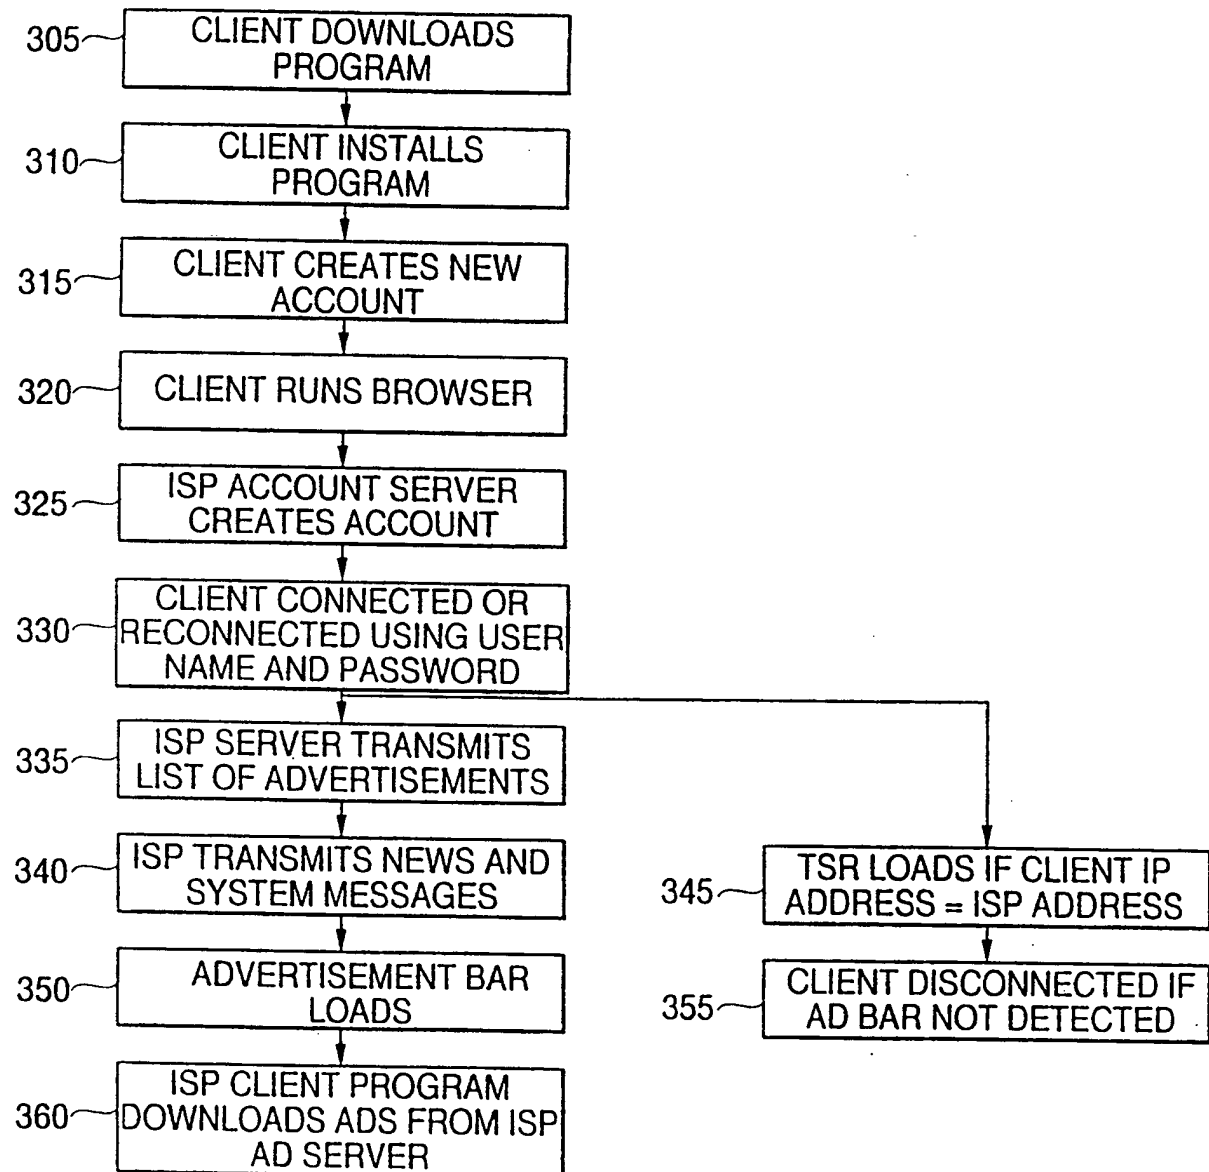 305
CLIENT DOWNLOADS
PROGRAM
310
CLIENT INSTALLS
PROGRAM
315
CLIENT CREATES NEW
ACCOUNT
320
CLIENT RUNS BROWSER
325
ISP ACCOUNT SERVER
CREATES ACCOUNT
330
CLIENT CONNECTED OR
RECONNECTED USING USER
NAME AND PASSWORD
335
ISP SERVER TRANSMITS
LIST OF ADVERTISEMENTS
340
ISP TRANSMITS NEWS AND
SYSTEM MESSAGES
345
TSR LOADS IF CLIENT IP
ADDRESS = ISP ADDRESS
350
ADVERTISEMENT BAR
LOADS
355
CLIENT DISCONNECTED IF
AD BAR NOT DETECTED
360
ISP CLIENT PROGRAM
DOWNLOADS ADS FROM ISP
AD SERVER